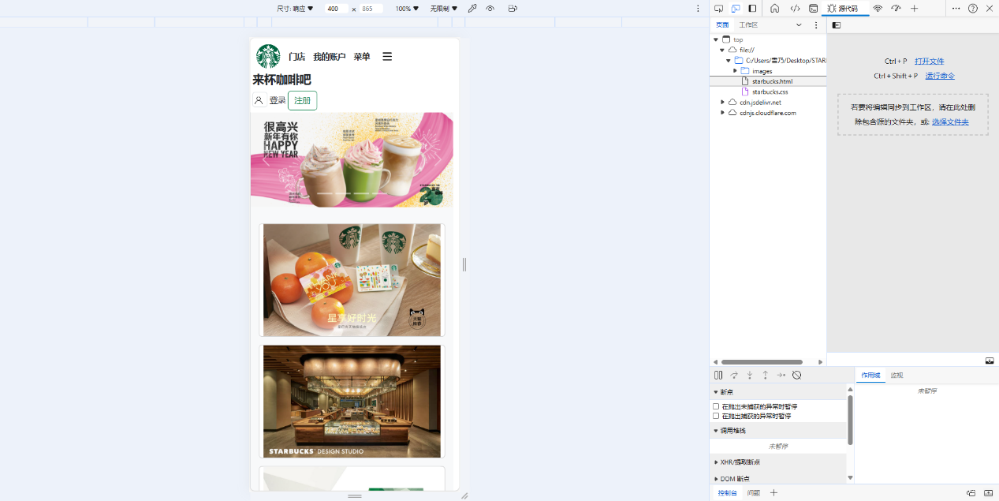 尺寸: 响应 ▼ 400 × 865 100% ▼ 无限制 ▼
源代码
页面 工作区
top
file://
C:/Users/雷乃/Desktop/STAR
images
starbucks.html
starbucks.css
cdn.jsdelivr.net
cdnjs.cloudflare.com
Ctrl + P 打开文件
Ctrl + Shift + P 运行命令
若要将编辑同步到工作区，请在此处删
除包含源的文件夹，或: 选择文件夹
门店 我的账户 菜单
来杯咖啡吧
登录 注册
很高兴
新年有你
HAPPY
NEW YEAR
星享好时光
STARBUCKS DESIGN STUDIO
作用域 监视
未暂停
断点
在抛出未捕获的异常时暂停
在抛出捕获的异常时暂停
调用堆栈
未暂停
XHR/提取断点
DOM 断点
控制台 问题